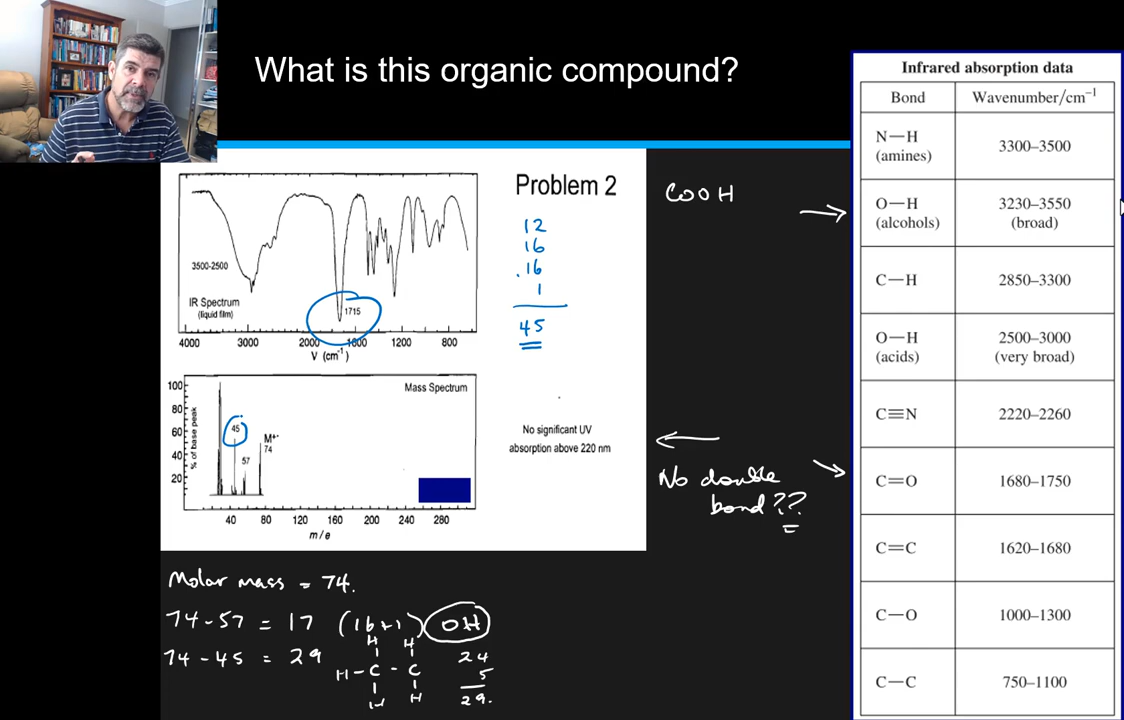 What is this organic compound?
Problem 2
3500-2500
IR Spectrum
(liquid film)
1715
4000 3000 2000 1600 1200 800
V (cm⁻¹)
12
16
.16
1
45
COOH
Mass Spectrum
100
80
60
40
20
% of base peak
45
57
M+·
74
40 80 120 160 200 240 280
m / e
No significant UV
absorption above 220 nm
No double
bond??
Molar mass = 74.
74-57 = 17 (16+1) OH
74-45 = 29
H H
H-C-C
H H
24
5
29.
Infrared absorption data
Bond Wavenumber/cm⁻¹
N—H
(amines)
3300–3500
O—H
(alcohols)
3230–3550
(broad)
C—H 2850–3300
O—H
(acids)
2500–3000
(very broad)
C≡N 2220–2260
C=O 1680–1750
C=C 1620–1680
C—O 1000–1300
C—C 750–1100